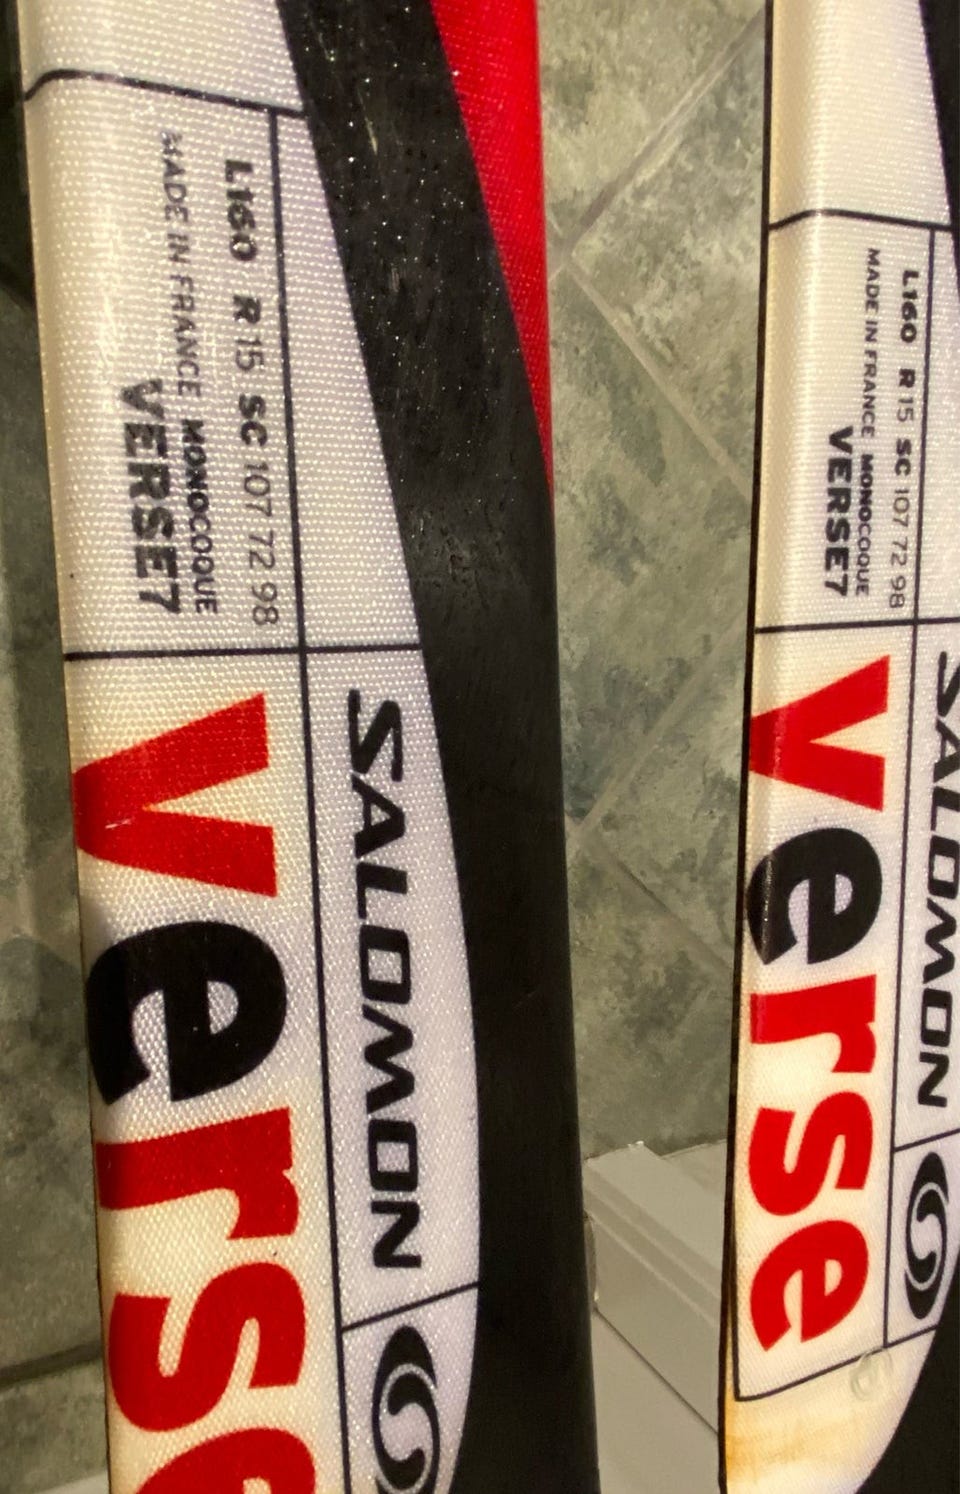 L160 R15 SC 107 72 98
MADE IN FRANCE MONOCOQUE
VERSE7
SALOMON
Verse
L160 R15 SC 107 72 98
MADE IN FRANCE MONOCOQUE
VERSE7
SALOMON
Verse